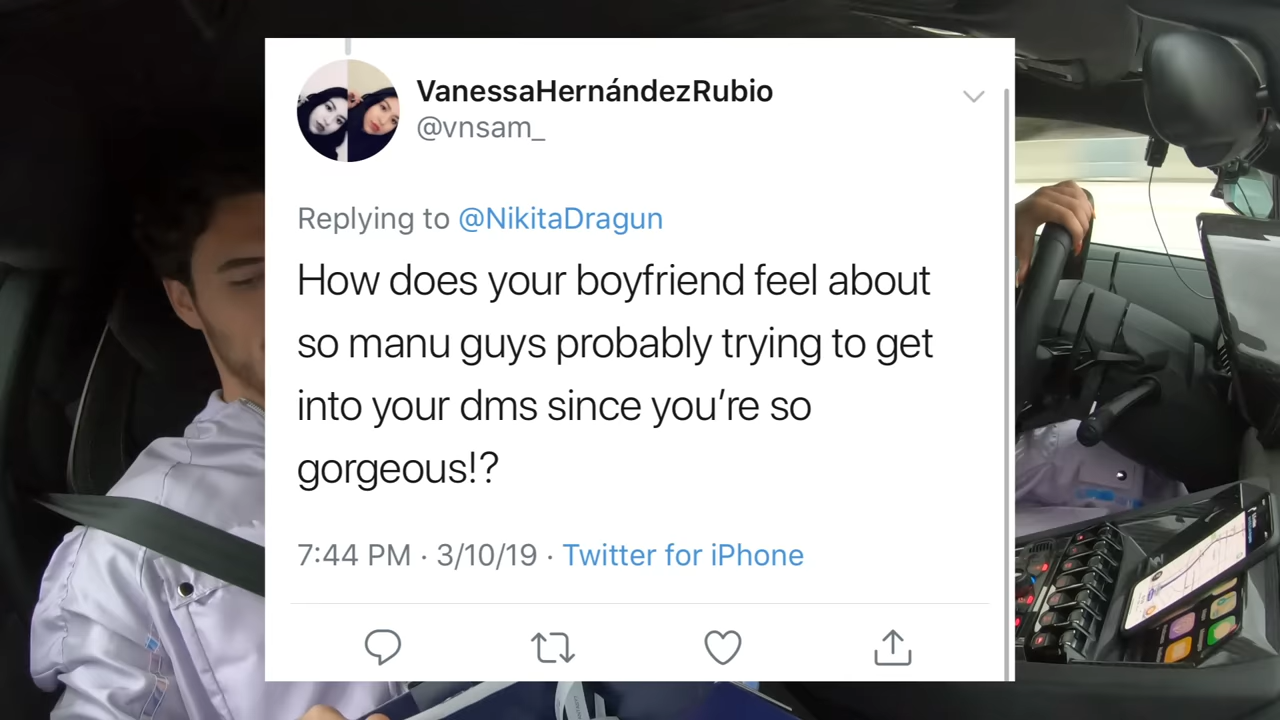 VanessaHernándezRubio
@vnsam_
Replying to @NikitaDragun
How does your boyfriend feel about
so manu guys probably trying to get
into your dms since you're so
gorgeous!?
7:44 PM · 3/10/19 · Twitter for iPhone